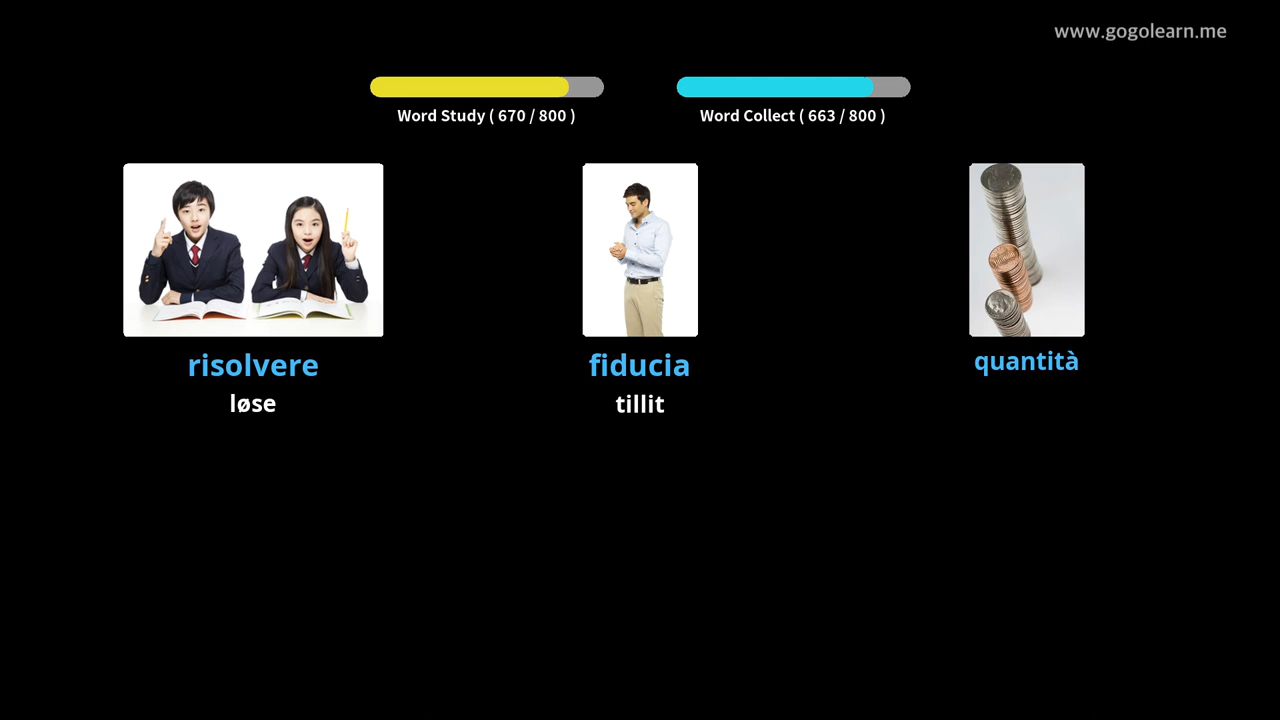 www.gogolearn.me
Word Study ( 670 / 800 )
Word Collect ( 663 / 800 )
risolvere
løse
fiducia
tillit
quantità